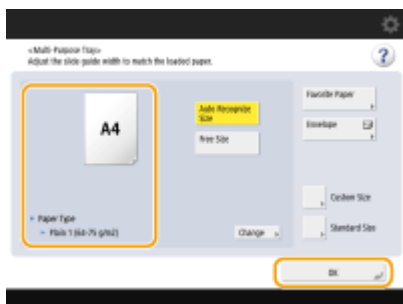 <Multi-Purpose Tray>
Adjust the slide guide width to match the loaded paper.
?
A4
Auto Recognize
Size
Free Size
Favorite Paper
Envelope
Custom Size
Standard Size
Paper Type
Plain 1 (64-75 g/m2)
Change
OK